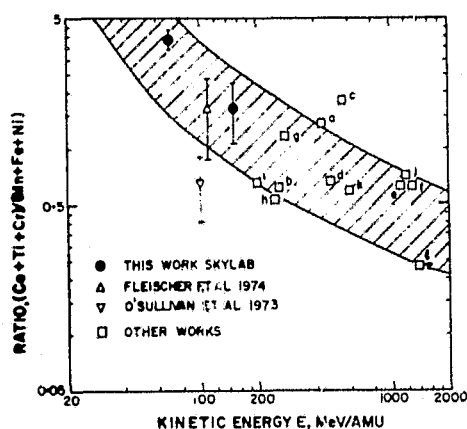 5
0·5
0·05
RATIO,(Ca+Ti+Cr)/(Mn+Fe+Ni)
c
a
g
d
k
i
b
h
j
e
f
● THIS WORK SKYLAB
△ FLEISCHER ET AL 1974
▽ O'SULLIVAN ET AL 1973
□ OTHER WORKS
20 100 200 400 1000 2000
KINETIC ENERGY E, MeV/AMU